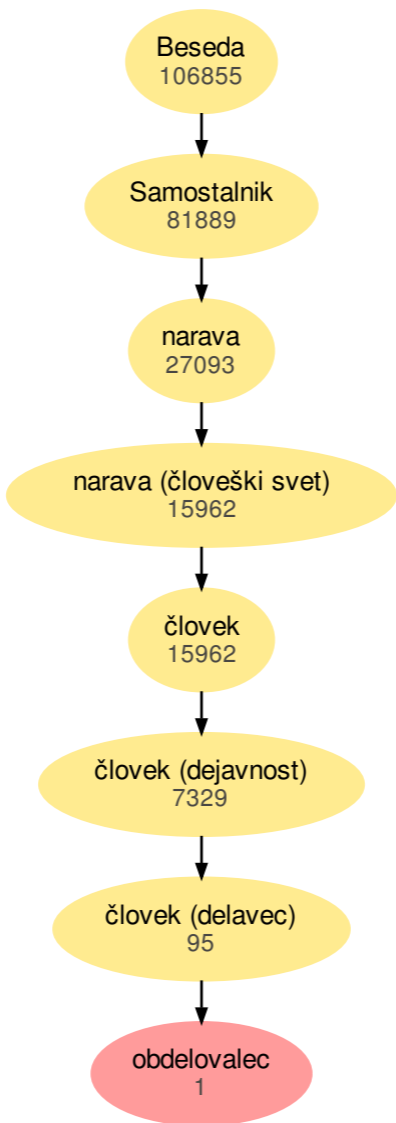 Beseda
106855
Samostalnik
81889
narava
27093
narava (človeški svet)
15962
človek
15962
človek (dejavnost)
7329
človek (delavec)
95
obdelovalec
1